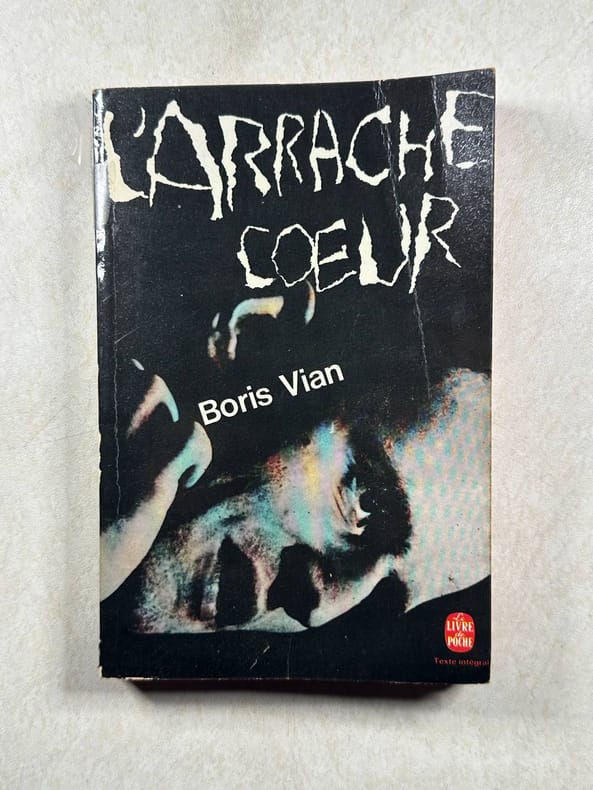 L'ARRACHE
COEUR
Boris Vian
Le
LIVRE
de
POCHE
Texte intégral